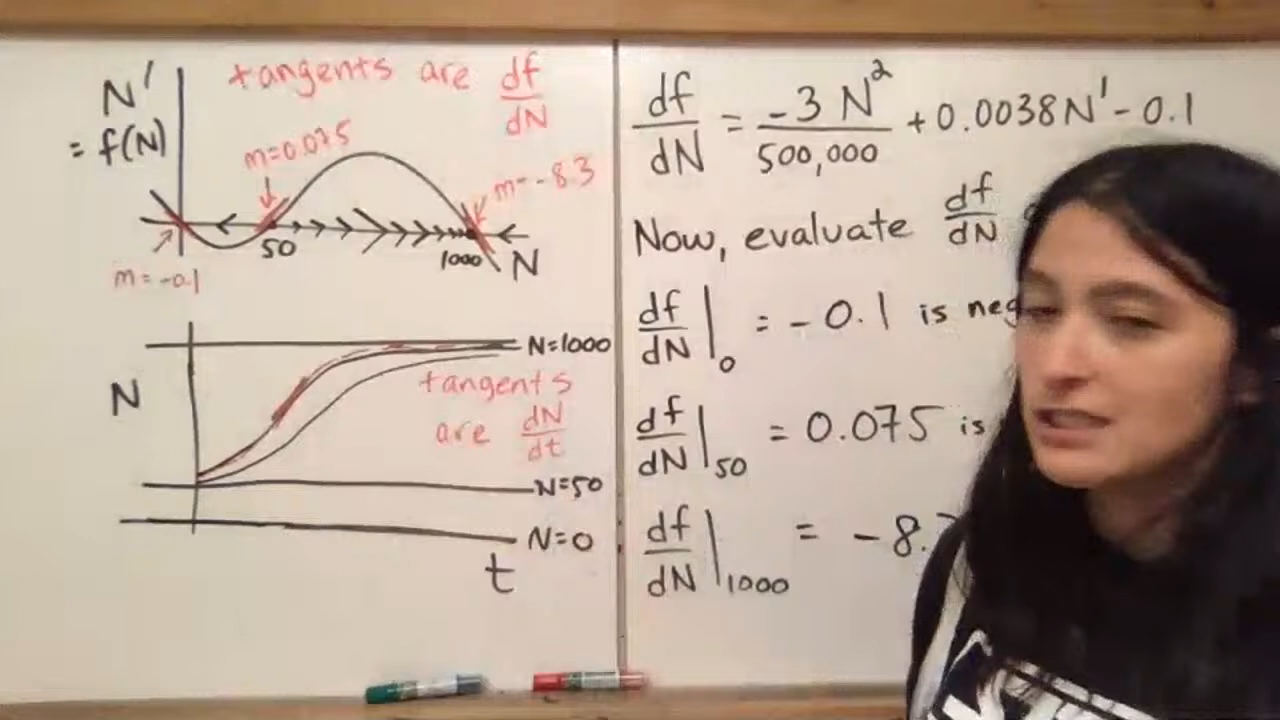 N'
= f(N)
tangents are df/dN
m=0.075
m=-8.3
50
1000
N
m=-0.1
N
N=1000
tangents
are dN/dt
N=50
N=0
t
df/dN = -3N²/500,000 + 0.0038N' - 0.1
Now, evaluate df/dN
df/dN|0 = -0.1 is neg
df/dN|50 = 0.075 is
df/dN|1000 = -8.